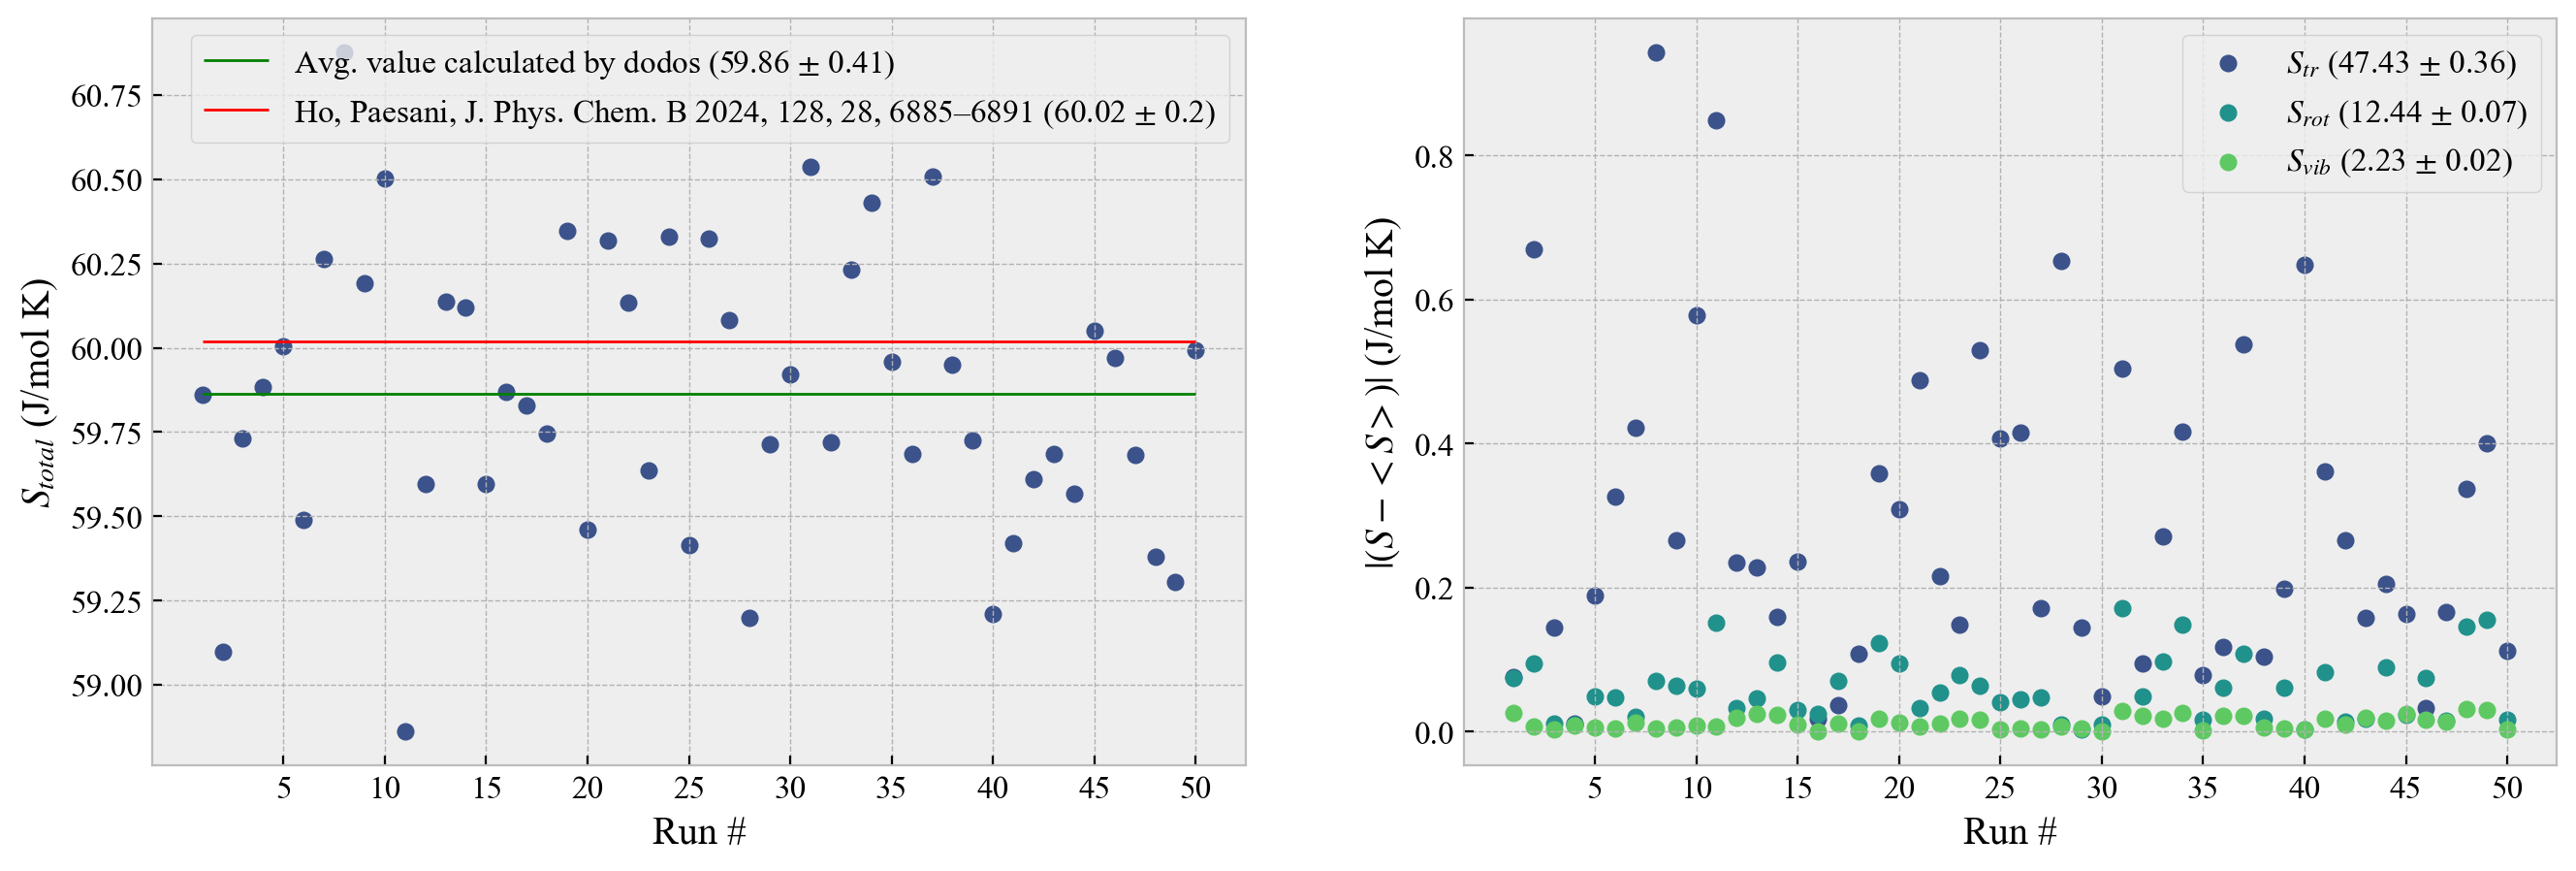 Avg. value calculated by dodos (59.86 ± 0.41)
Ho, Paesani, J. Phys. Chem. B 2024, 128, 28, 6885–6891 (60.02 ± 0.2)
S_total (J/mol K)
60.75
60.50
60.25
60.00
59.75
59.50
59.25
59.00
5 10 15 20 25 30 35 40 45 50
Run #
S_tr (47.43 ± 0.36)
S_rot (12.44 ± 0.07)
S_vib (2.23 ± 0.02)
|(S − < S >)| (J/mol K)
0.8
0.6
0.4
0.2
0.0
5 10 15 20 25 30 35 40 45 50
Run #